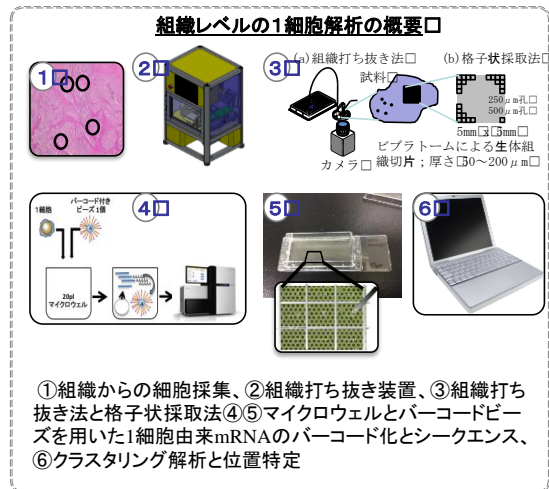 組織レベルの1細胞解析の概要□
①□
②□
③□
(a)組織打ち抜き法□
(b)格子状採取法□
試料□
250μm孔□
500μm孔□
5mm□x□5mm□
カメラ□
ビブラトームによる生体組
織切片;厚さ□50～200μm□
1細胞
バーコード付き
ビーズ1個
④□
20pl
マイクロウェル
AAAAA
AAAAA
⑤□
⑥□
①組織からの細胞採集、②組織打ち抜き装置、③組織打ち
抜き法と格子状採取法④⑤マイクロウェルとバーコードビー
ズを用いた1細胞由来mRNAのバーコード化とシークエンス、
⑥クラスタリング解析と位置特定